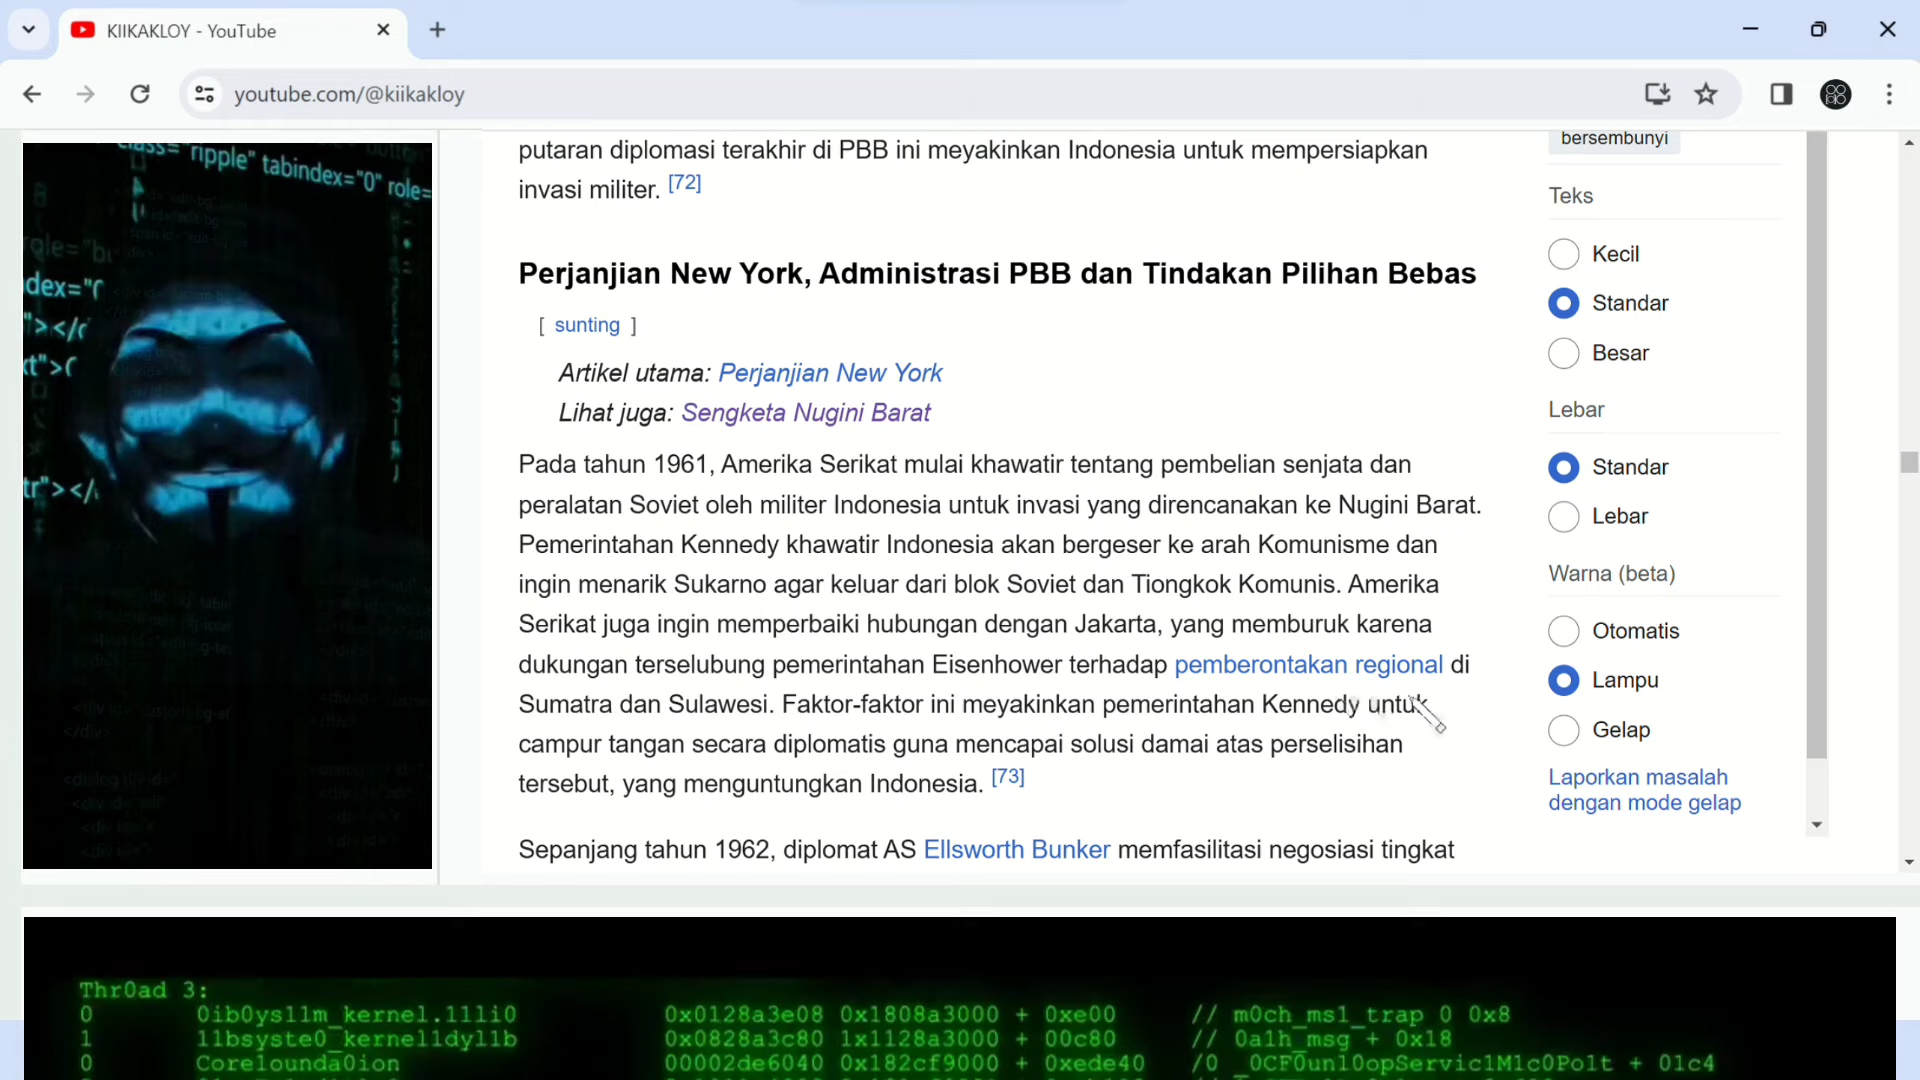 KIIKAKLOY - YouTube
youtube.com/@kiikakloy
class="ripple" tabindex="0" role=
putaran diplomasi terakhir di PBB ini meyakinkan Indonesia untuk mempersiapkan
invasi militer. [72]
Perjanjian New York, Administrasi PBB dan Tindakan Pilihan Bebas
[ sunting ]
Artikel utama: Perjanjian New York
Lihat juga: Sengketa Nugini Barat
Pada tahun 1961, Amerika Serikat mulai khawatir tentang pembelian senjata dan
peralatan Soviet oleh militer Indonesia untuk invasi yang direncanakan ke Nugini Barat.
Pemerintahan Kennedy khawatir Indonesia akan bergeser ke arah Komunisme dan
ingin menarik Sukarno agar keluar dari blok Soviet dan Tiongkok Komunis. Amerika
Serikat juga ingin memperbaiki hubungan dengan Jakarta, yang memburuk karena
dukungan terselubung pemerintahan Eisenhower terhadap pemberontakan regional di
Sumatra dan Sulawesi. Faktor-faktor ini meyakinkan pemerintahan Kennedy untuk
campur tangan secara diplomatis guna mencapai solusi damai atas perselisihan
tersebut, yang menguntungkan Indonesia. [73]
Sepanjang tahun 1962, diplomat AS Ellsworth Bunker memfasilitasi negosiasi tingkat
bersembunyi
Teks
Kecil
Standar
Besar
Lebar
Standar
Lebar
Warna (beta)
Otomatis
Lampu
Gelap
Laporkan masalah
dengan mode gelap
Thr0ad 3:
0 0ib0ys11m_kernel.111i0 0x0128a3e08 0x1808a3000 + 0xe00 // m0ch_ms1_trap 0 0x8
1 11bsyste0_kernel1dy11b 0x0828a3c80 1x1128a3000 + 00c80 // 0a1h_msg + 0x18
0 Core1ounda0ion 00002de6040 0x182cf9000 + 0xede40 /0 _0CF0un10opServic1M1c0Po1t + 01c4